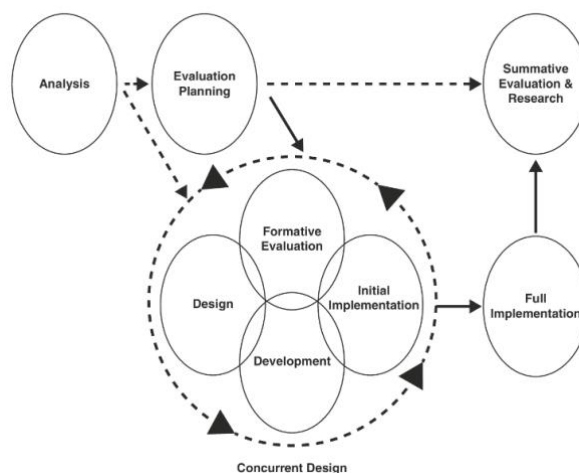 Analysis
Evaluation
Planning
Summative
Evaluation &
Research
Formative
Evaluation
Design
Initial
Implementation
Development
Full
Implementation
Concurrent Design